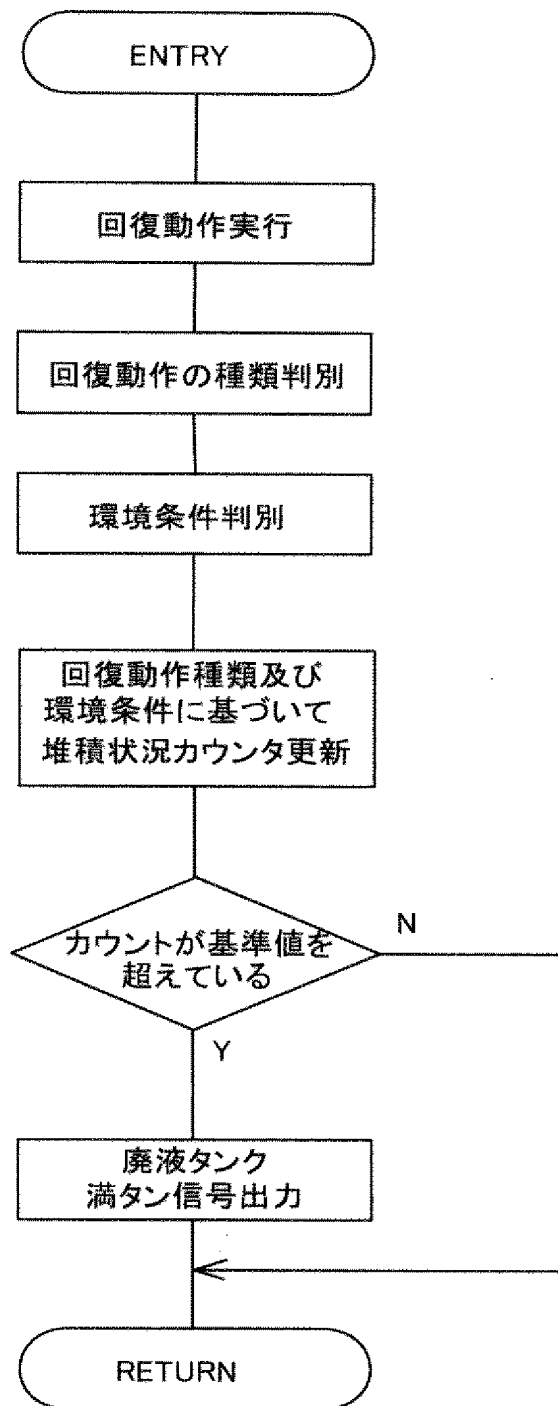 ENTRY
回復動作実行
回復動作の種類判別
環境条件判別
回復動作種類及び
環境条件に基づいて
堆積状況カウンタ更新
カウントが基準値を
超えている
N
Y
廃液タンク
満タン信号出力
RETURN